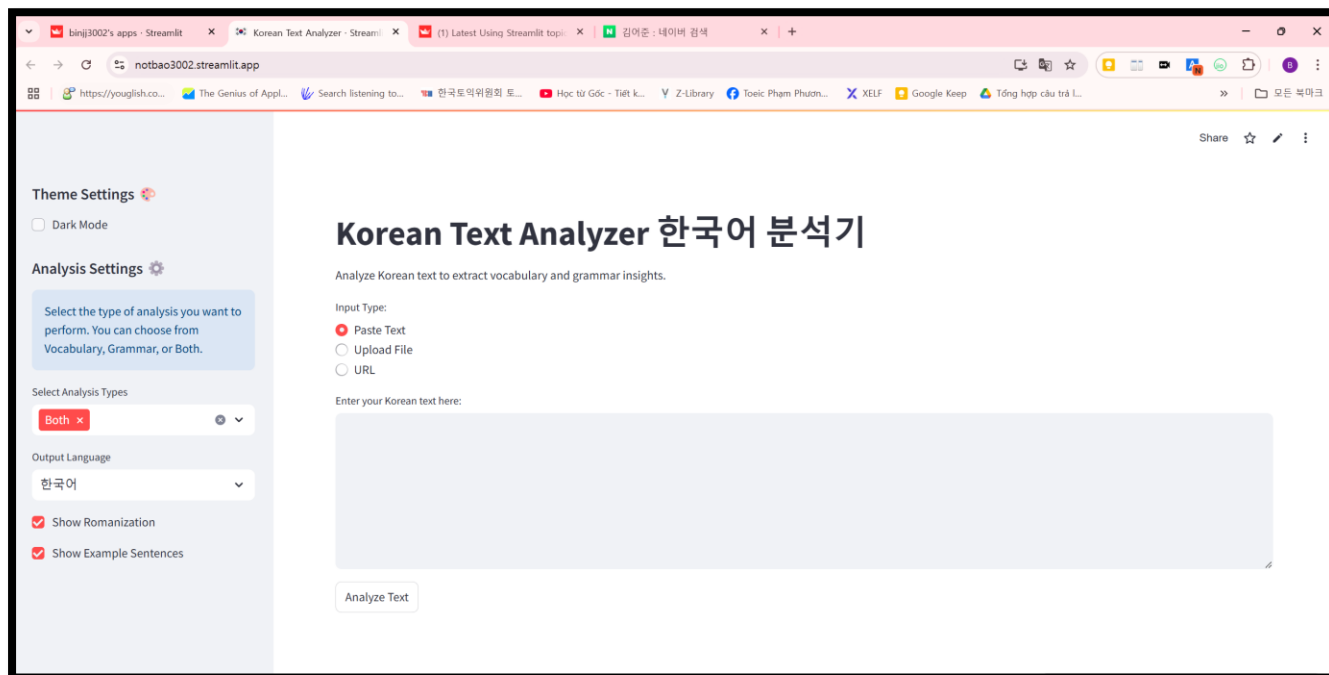 binjj3002's apps · Streamlit
Korean Text Analyzer · Streaml
(1) Latest Using Streamlit topic
김어준 : 네이버 검색
notbao3002.streamlit.app
https://youglish.co...
The Genius of Appl...
Search listening to...
한국토익위원회 토...
Học từ Gốc - Tiết k...
Z-Library
Toeic Phạm Phươn...
XELF
Google Keep
Tổng hợp câu trả l...
모든 북마크
Share
Theme Settings
Dark Mode
Analysis Settings
Select the type of analysis you want to
perform. You can choose from
Vocabulary, Grammar, or Both.
Select Analysis Types
Both
Output Language
한국어
Show Romanization
Show Example Sentences
Korean Text Analyzer 한국어 분석기
Analyze Korean text to extract vocabulary and grammar insights.
Input Type:
Paste Text
Upload File
URL
Enter your Korean text here:
Analyze Text